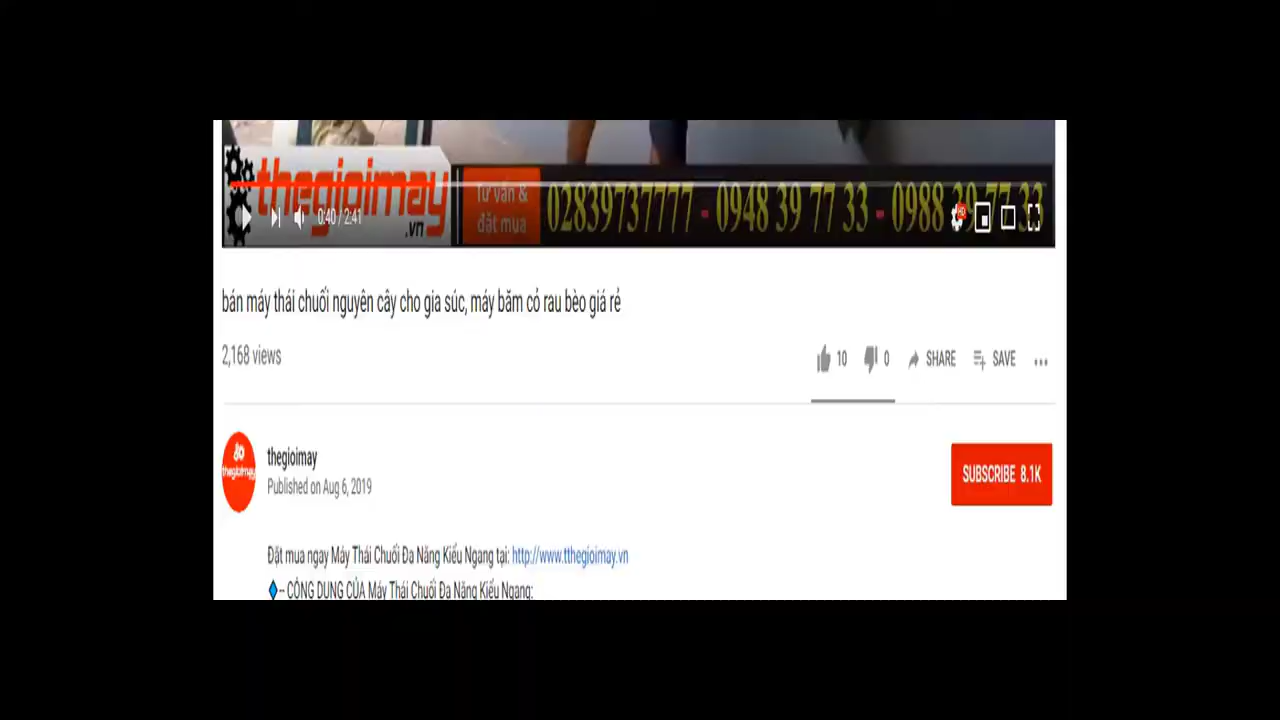 thegioimay
.vn
Tư vấn &
đặt mua
02839737777 - 0948 39 77 33 - 0988 39 77 33
0:40 / 2:41
HD
bán máy thái chuối nguyên cây cho gia súc, máy băm cỏ rau bèo giá rẻ
2,168 views
10
0
SHARE
SAVE
thegioimay
thegioimay
Published on Aug 6, 2019
SUBSCRIBE 8.1K
Đặt mua ngay Máy Thái Chuối Đa Năng Kiểu Ngang tại: http://www.tthegioimay.vn
-- CÔNG DỤNG CỦA Máy Thái Chuối Đa Năng Kiểu Ngang: